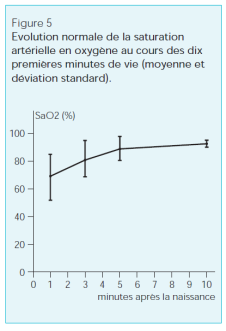 Figure 5
Evolution normale de la saturation
artérielle en oxygène au cours des dix
premières minutes de vie (moyenne et
déviation standard).
SaO2 (%)
100
80
60
40
20
0
0 1 2 3 4 5 6 7 8 9 10
minutes après la naissance